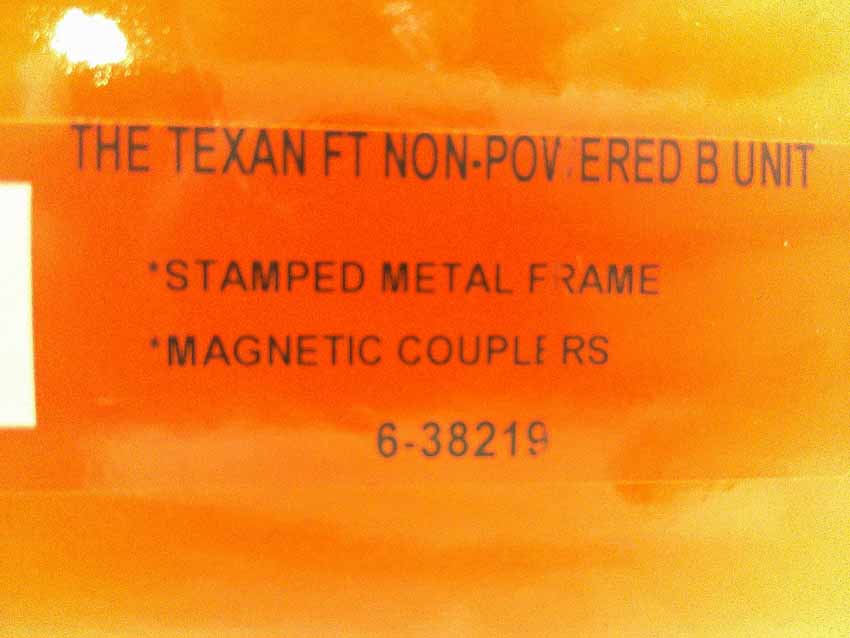 THE TEXAN FT NON-POWERED B UNIT
*STAMPED METAL FRAME
*MAGNETIC COUPLERS
6-38219